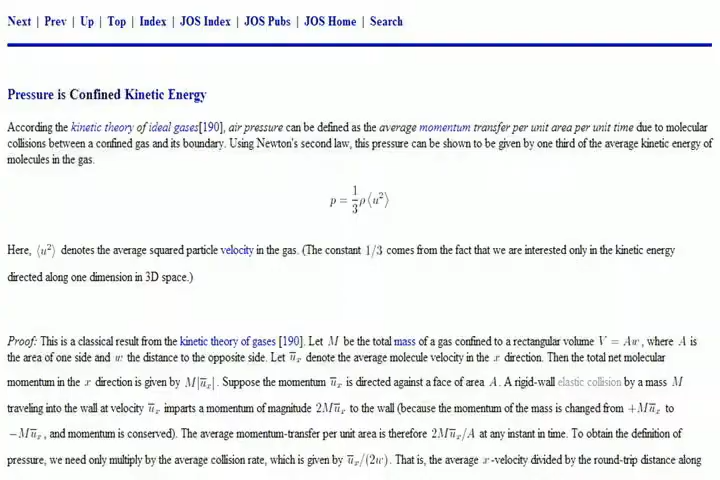 Next | Prev | Up | Top | Index | JOS Index | JOS Pubs | JOS Home | Search
Pressure is Confined Kinetic Energy
According the kinetic theory of ideal gases[190], air pressure can be defined as the average momentum transfer per unit area per unit time due to molecular
collisions between a confined gas and its boundary. Using Newton's second law, this pressure can be shown to be given by one third of the average kinetic energy of
molecules in the gas.
p = 1/3 ρ ⟨u²⟩
Here, ⟨u²⟩ denotes the average squared particle velocity in the gas. (The constant 1/3 comes from the fact that we are interested only in the kinetic energy
directed along one dimension in 3D space.)
Proof: This is a classical result from the kinetic theory of gases [190]. Let M be the total mass of a gas confined to a rectangular volume V = Aw, where A is
the area of one side and w the distance to the opposite side. Let u̅ₓ denote the average molecule velocity in the x direction. Then the total net molecular
momentum in the x direction is given by M|u̅ₓ|. Suppose the momentum u̅ₓ is directed against a face of area A. A rigid-wall elastic collision by a mass M
traveling into the wall at velocity u̅ₓ imparts a momentum of magnitude 2Mu̅ₓ to the wall (because the momentum of the mass is changed from +Mu̅ₓ to
−Mu̅ₓ, and momentum is conserved). The average momentum-transfer per unit area is therefore 2Mu̅ₓ/A at any instant in time. To obtain the definition of
pressure, we need only multiply by the average collision rate, which is given by u̅ₓ/(2w). That is, the average x-velocity divided by the round-trip distance along